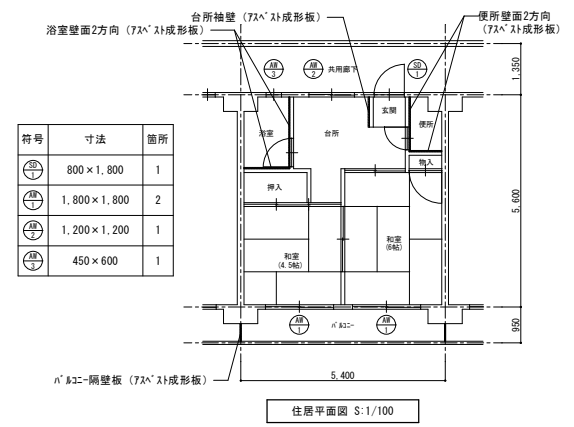 台所袖壁（ｱｽﾍﾞｽﾄ成形板）
便所壁面2方向
（ｱｽﾍﾞｽﾄ成形板）
浴室壁面2方向（ｱｽﾍﾞｽﾄ成形板）
AW 3
AW 2
共用廊下
SD 1
1,350
玄関
便所
浴室
台所
物入
押入
和室
(4.5帖)
和室
(6帖)
5,600
符号 寸法 箇所
SD 1 800×1,800 1
AW 1 1,800×1,800 2
AW 2 1,200×1,200 1
AW 3 450×600 1
AW 1
ﾊﾞﾙｺﾆｰ
AW 1
950
ﾊﾞﾙｺﾆｰ隔壁板（ｱｽﾍﾞｽﾄ成形板）
5,400
住居平面図 S:1/100